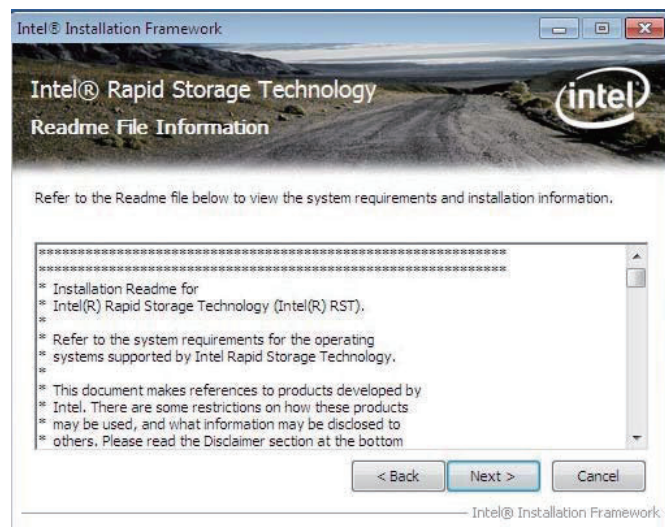 Intel® Installation Framework
Intel® Rapid Storage Technology
Readme File Information
intel
Refer to the Readme file below to view the system requirements and installation information.
************************************************************
************************************************************
* Installation Readme for
* Intel(R) Rapid Storage Technology (Intel(R) RST).
*
* Refer to the system requirements for the operating
* systems supported by Intel Rapid Storage Technology.
*
* This document makes references to products developed by
* Intel. There are some restrictions on how these products
* may be used, and what information may be disclosed to
* others. Please read the Disclaimer section at the bottom
< Back
Next >
Cancel
Intel® Installation Framework